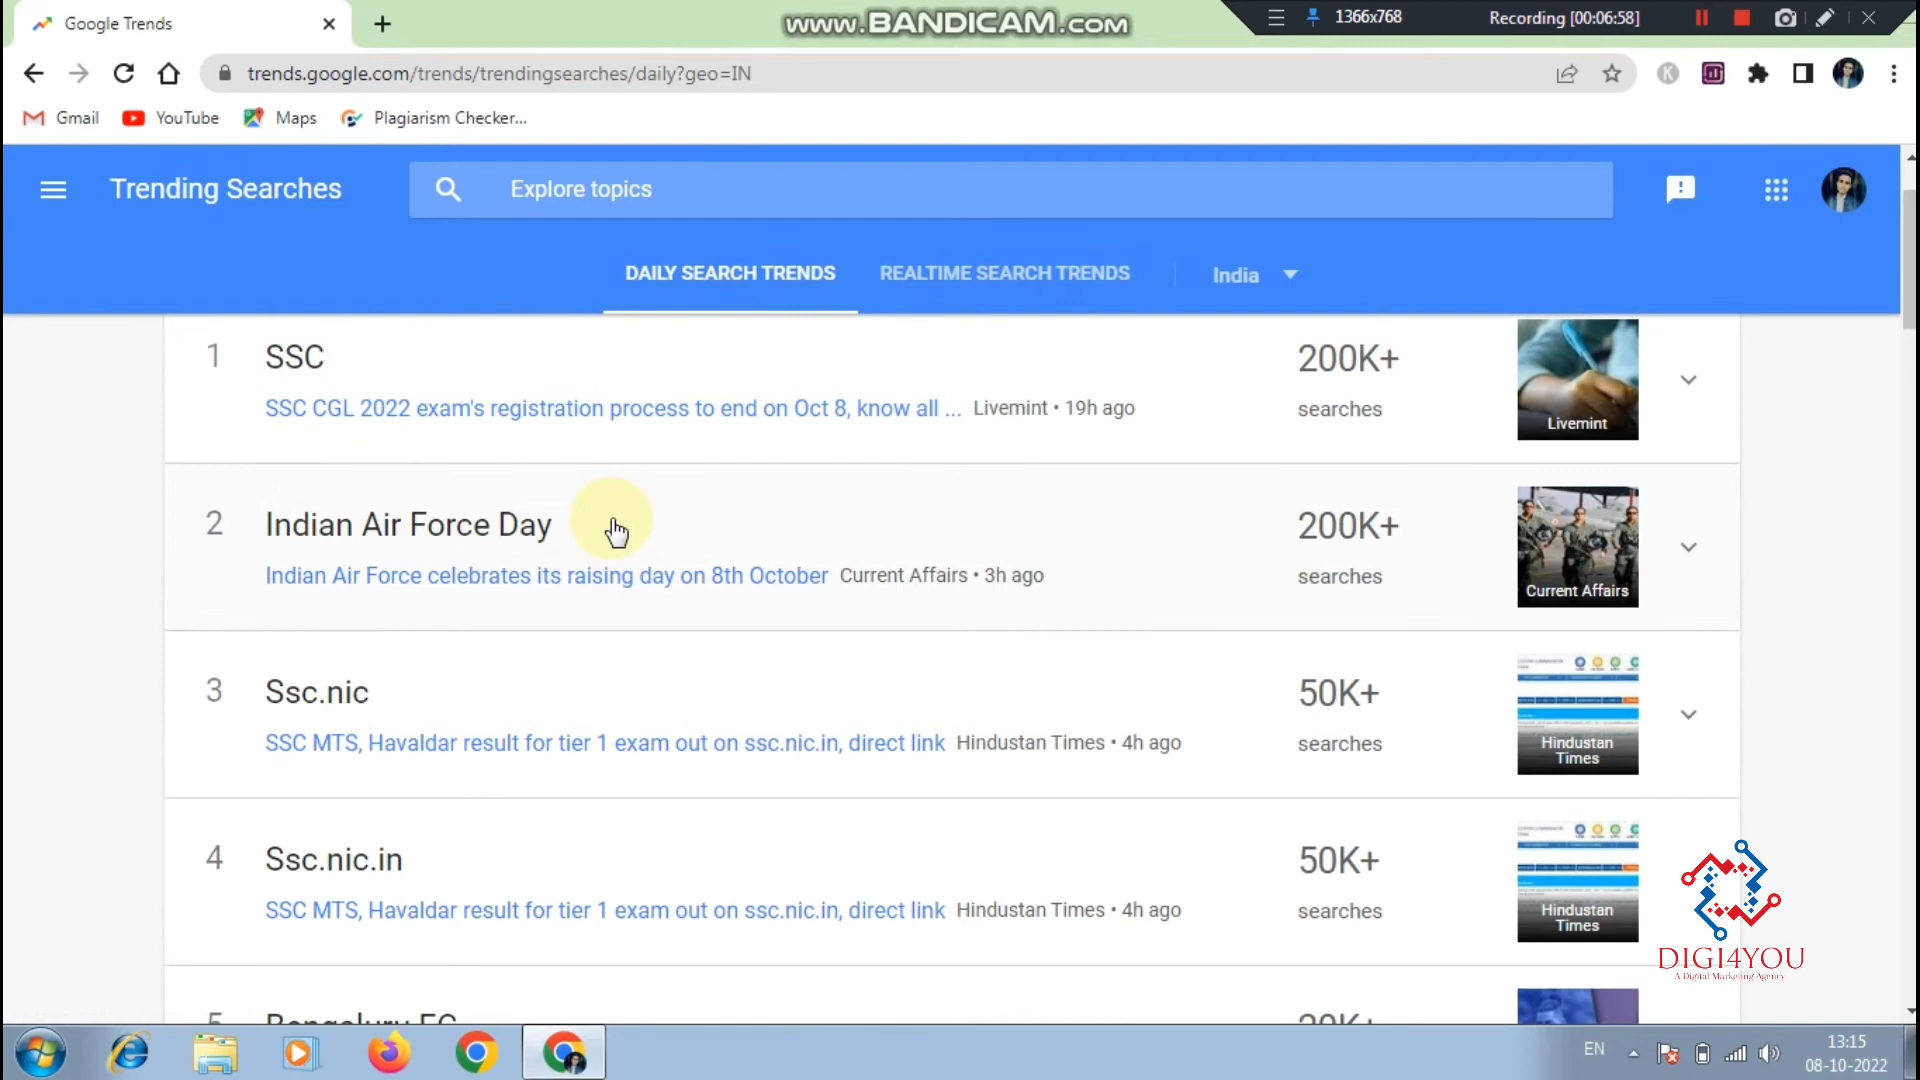 Google Trends
www.BANDICAM.com
1366x768
Recording [00:06:58]
trends.google.com/trends/trendingsearches/daily?geo=IN
Gmail
YouTube
Maps
Plagiarism Checker...
Trending Searches
Explore topics
DAILY SEARCH TRENDS
REALTIME SEARCH TRENDS
India
1
SSC
200K+
SSC CGL 2022 exam's registration process to end on Oct 8, know all ... Livemint • 19h ago
searches
Livemint
2
Indian Air Force Day
200K+
Indian Air Force celebrates its raising day on 8th October Current Affairs • 3h ago
searches
Current Affairs
3
Ssc.nic
50K+
SSC MTS, Havaldar result for tier 1 exam out on ssc.nic.in, direct link Hindustan Times • 4h ago
searches
Hindustan
Times
4
Ssc.nic.in
50K+
SSC MTS, Havaldar result for tier 1 exam out on ssc.nic.in, direct link Hindustan Times • 4h ago
searches
Hindustan
Times
DIGI4YOU
A Digital Marketing Agency
5
Bengaluru FC
20K+
EN
13:15
08-10-2022